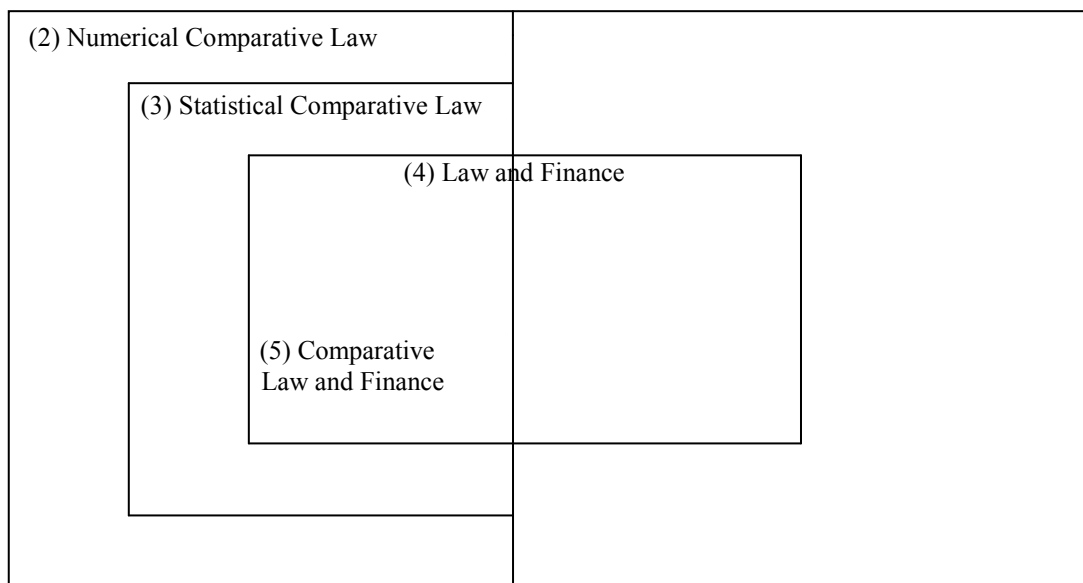 (2) Numerical Comparative Law
(3) Statistical Comparative Law
(4) Law and Finance
(5) Comparative
Law and Finance